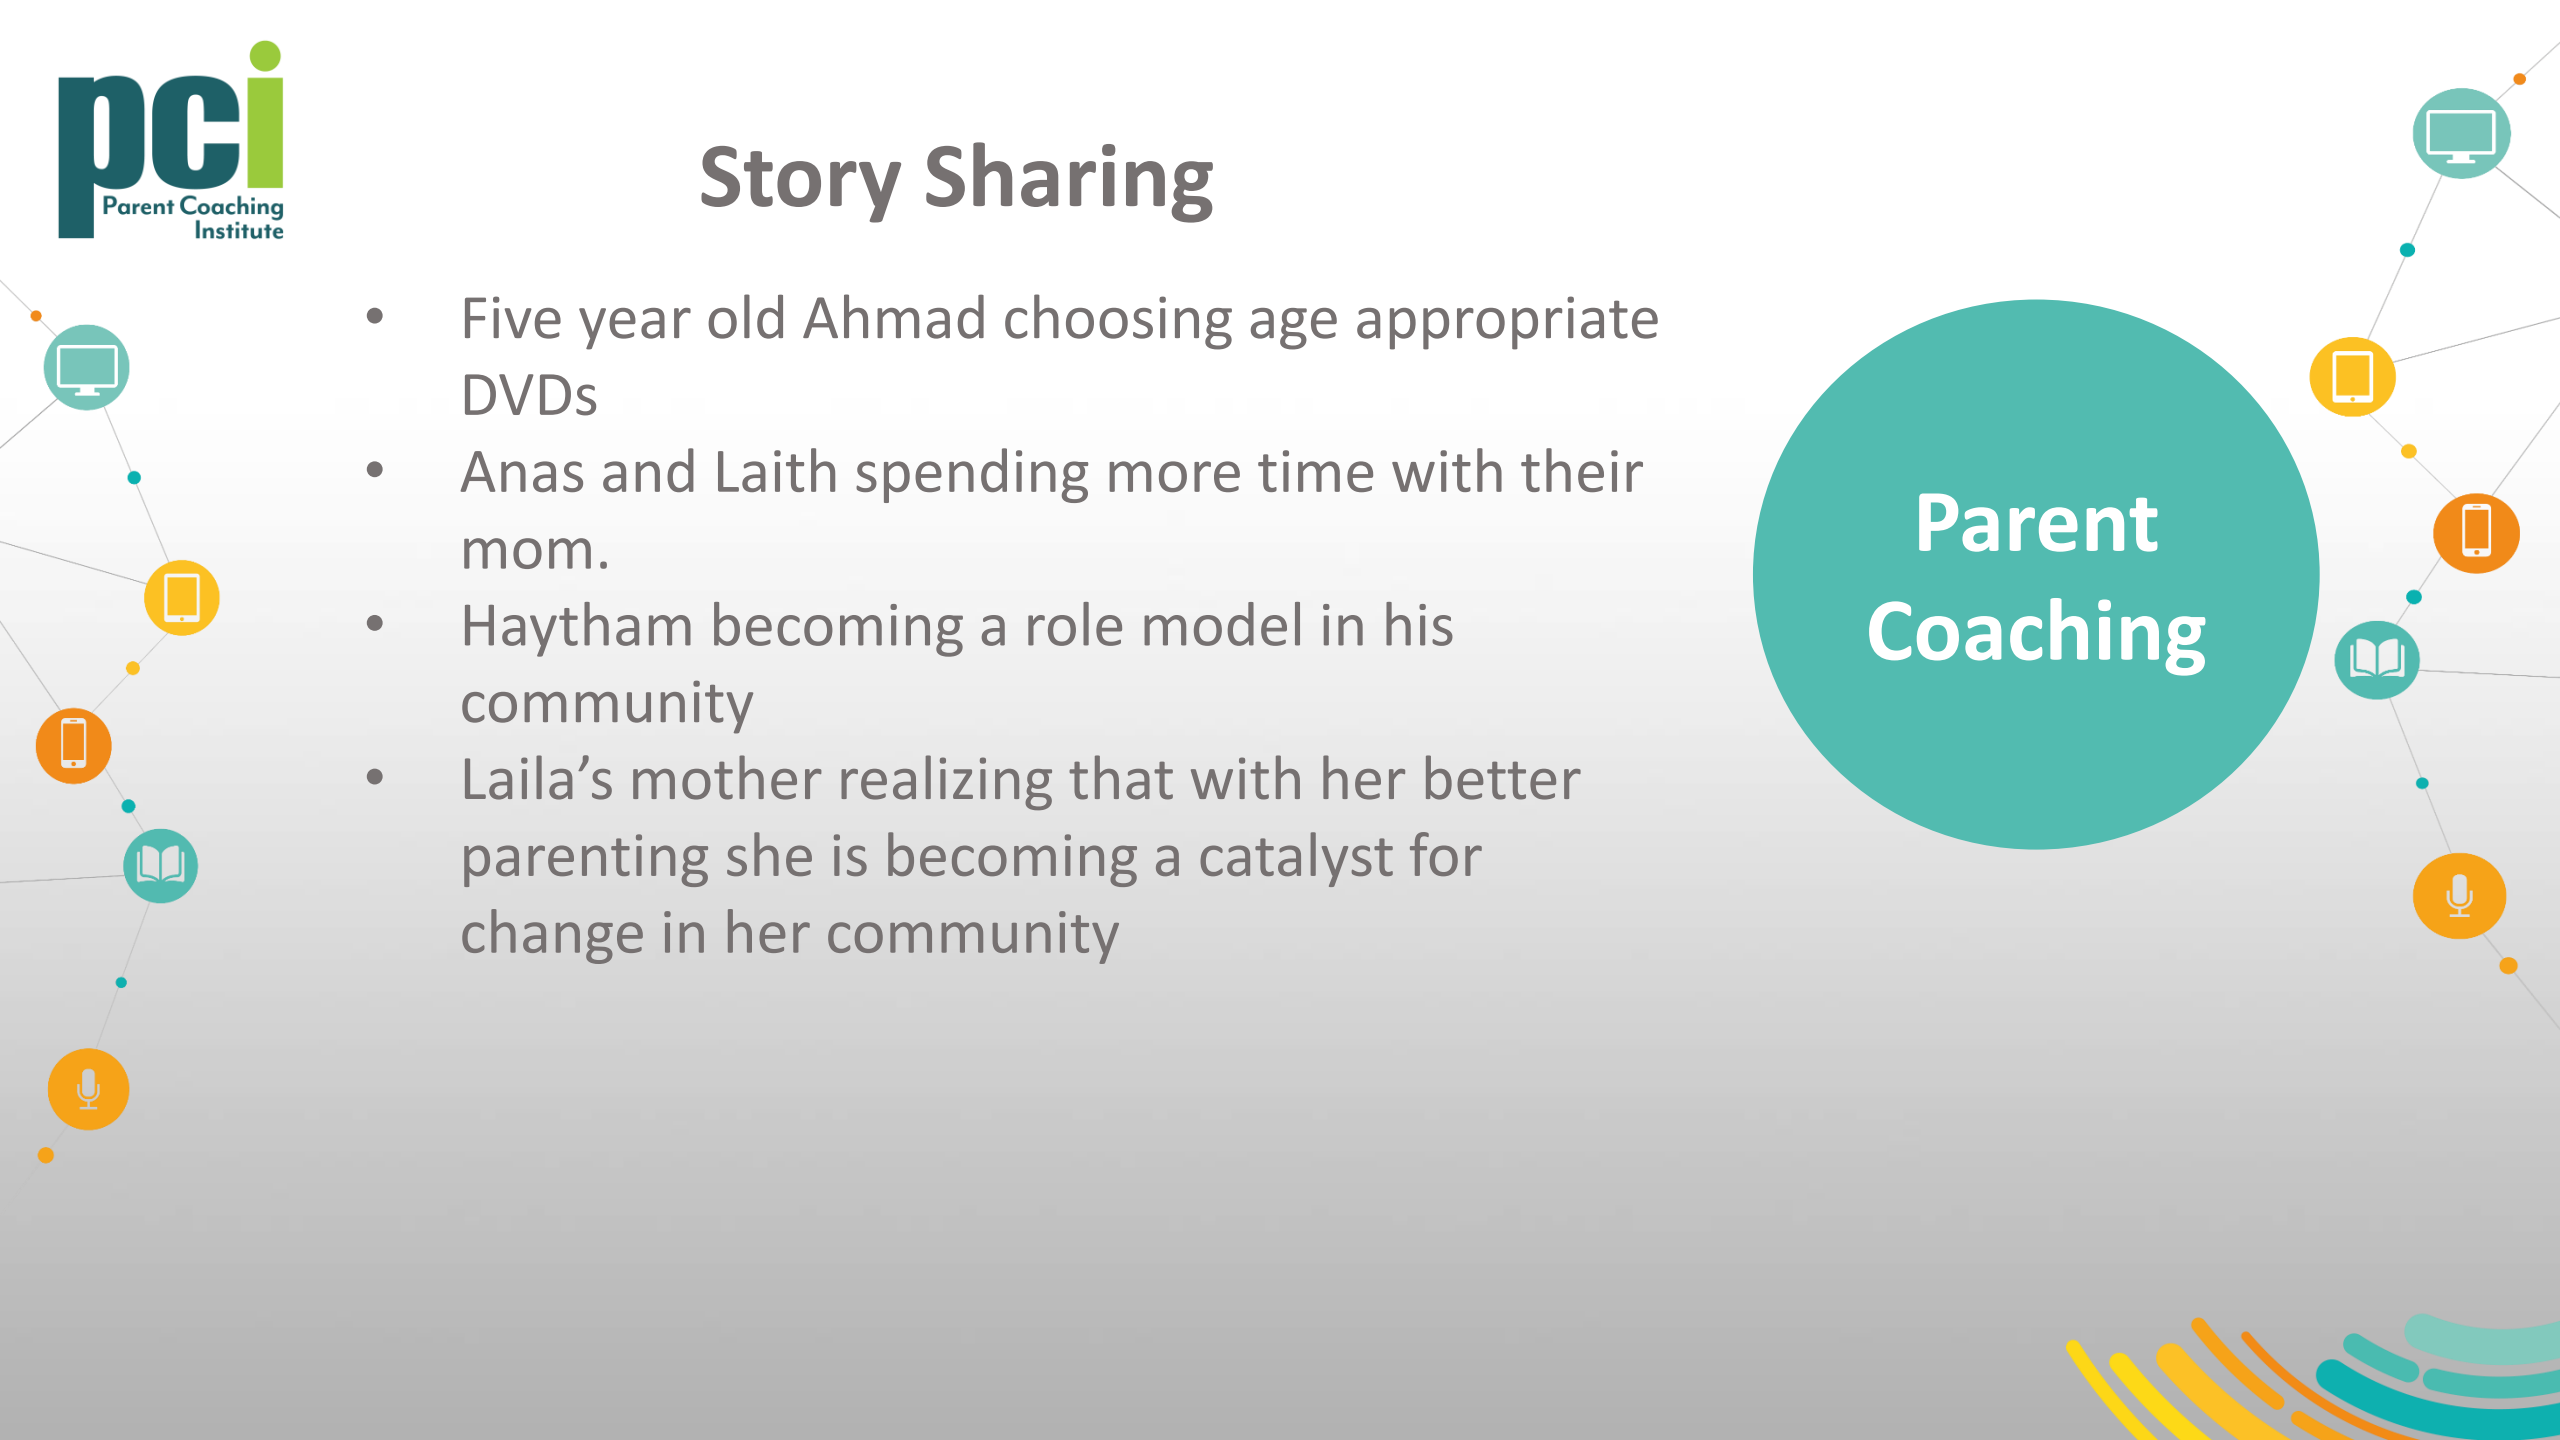 pci
Parent Coaching
Institute
Story Sharing
• Five year old Ahmad choosing age appropriate
DVDs
• Anas and Laith spending more time with their
mom.
• Haytham becoming a role model in his
community
• Laila’s mother realizing that with her better
parenting she is becoming a catalyst for
change in her community
Parent
Coaching